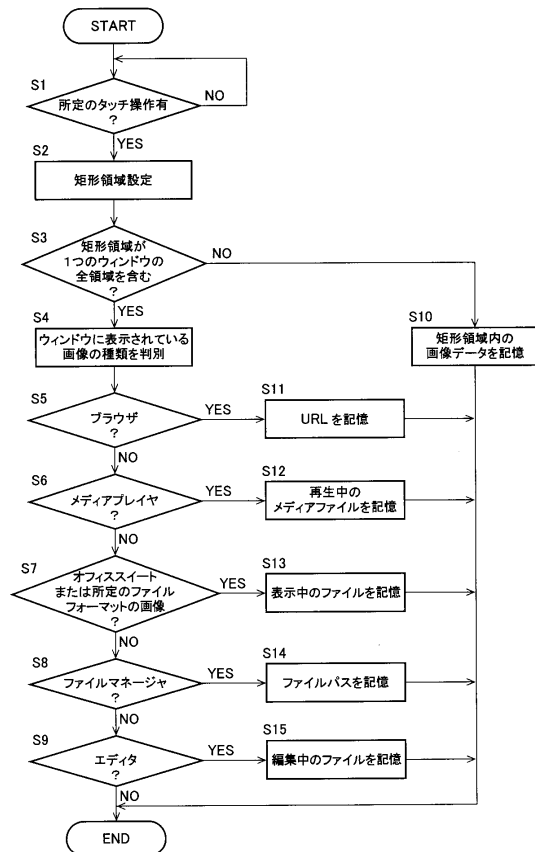 START
S1
所定のタッチ操作有
?
NO
YES
S2
矩形領域設定
S3
矩形領域が
1つのウィンドウの
全領域を含む
?
NO
YES
S4
ウィンドウに表示されている
画像の種類を判別
S10
矩形領域内の
画像データを記憶
S5
ブラウザ
?
YES
S11
URLを記憶
NO
S6
メディアプレイヤ
?
YES
S12
再生中の
メディアファイルを記憶
NO
S7
オフィススイート
または所定のファイル
フォーマットの画像
?
YES
S13
表示中のファイルを記憶
NO
S8
ファイルマネージャ
?
YES
S14
ファイルパスを記憶
NO
S9
エディタ
?
YES
S15
編集中のファイルを記憶
NO
END